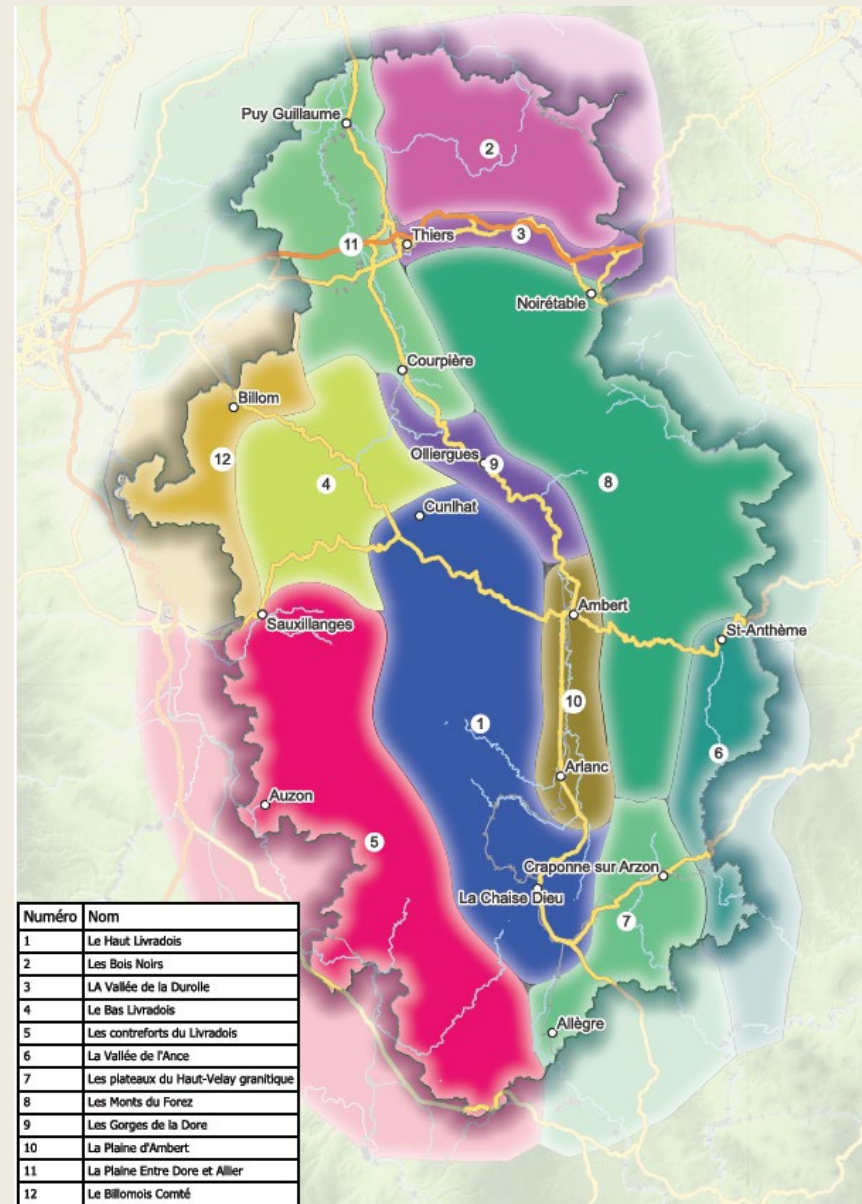 Puy Guillaume
2
Thiers
3
11
Noirétable
Courpière
Billom
Olliergues
9
12
4
8
Cunlhat
Ambert
Sauxillanges
St-Anthème
10
1
6
Arlanc
Auzon
5
Craponne sur Arzon
La Chaise Dieu
7
Allègre
Numéro Nom
1 Le Haut Livradois
2 Les Bois Noirs
3 LA Vallée de la Durolle
4 Le Bas Livradois
5 Les contreforts du Livradois
6 La Vallée de l'Ance
7 Les plateaux du Haut-Velay granitique
8 Les Monts du Forez
9 Les Gorges de la Dore
10 La Plaine d'Ambert
11 La Plaine Entre Dore et Allier
12 Le Billomois Comté